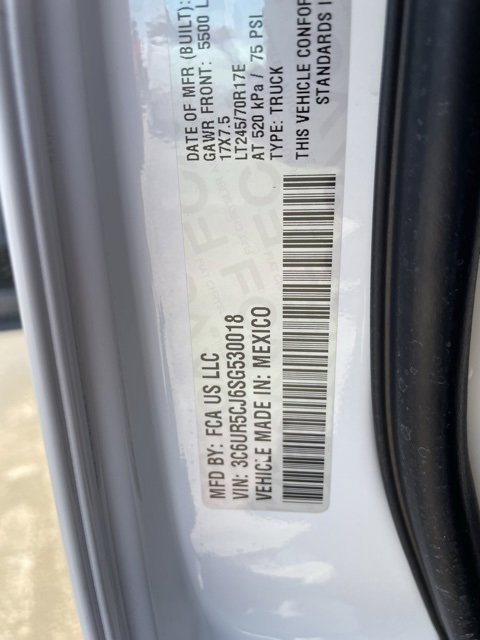 MFD BY: FCA US LLC
DATE OF MFR (BUILT):
GAWR FRONT: 5500 L
17X7.5
LT245/70R17E
AT 520 kPa / 75 PSI
TYPE: TRUCK
VIN: 3C6UR5CJ6SG530018
VEHICLE MADE IN: MEXICO
THIS VEHICLE CONFOR
STANDARDS I